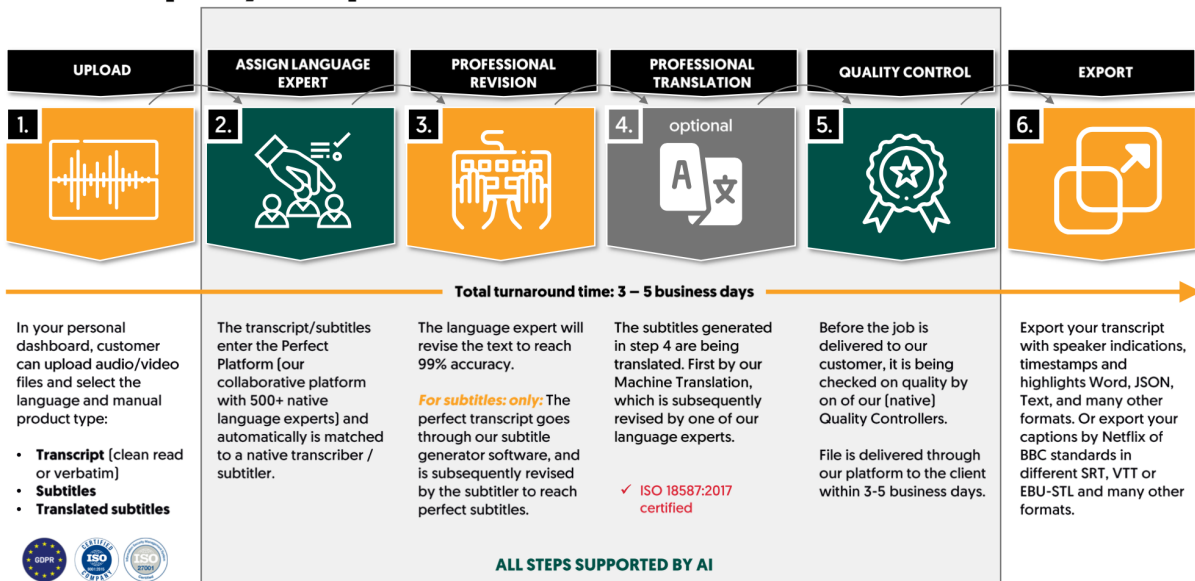 UPLOAD
ASSIGN LANGUAGE
EXPERT
PROFESSIONAL
REVISION
PROFESSIONAL
TRANSLATION
QUALITY CONTROL
EXPORT
1.
2.
3.
4.
optional
A
文
5.
6.
Total turnaround time: 3 – 5 business days
In your personal
dashboard, customer
can upload audio/video
files and select the
language and manual
product type:
• Transcript (clean read
or verbatim)
• Subtitles
• Translated subtitles
GDPR
CERTIFIED
ISO
9001:2015
COMPANY
ISO
27001
The transcript/subtitles
enter the Perfect
Platform (our
collaborative platform
with 500+ native
language experts) and
automatically is matched
to a native transcriber /
subtitler.
The language expert will
revise the text to reach
99% accuracy.
For subtitles: only: The
perfect transcript goes
through our subtitle
generator software, and
is subsequently revised
by the subtitler to reach
perfect subtitles.
The subtitles generated
in step 4 are being
translated. First by our
Machine Translation,
which is subsequently
revised by one of our
language experts.
✓ ISO 18587:2017
certified
Before the job is
delivered to our
customer, it is being
checked on quality by
on of our (native)
Quality Controllers.
File is delivered through
our platform to the client
within 3-5 business days.
Export your transcript
with speaker indications,
timestamps and
highlights Word, JSON,
Text, and many other
formats. Or export your
captions by Netflix of
BBC standards in
different SRT, VTT or
EBU-STL and many other
formats.
ALL STEPS SUPPORTED BY AI